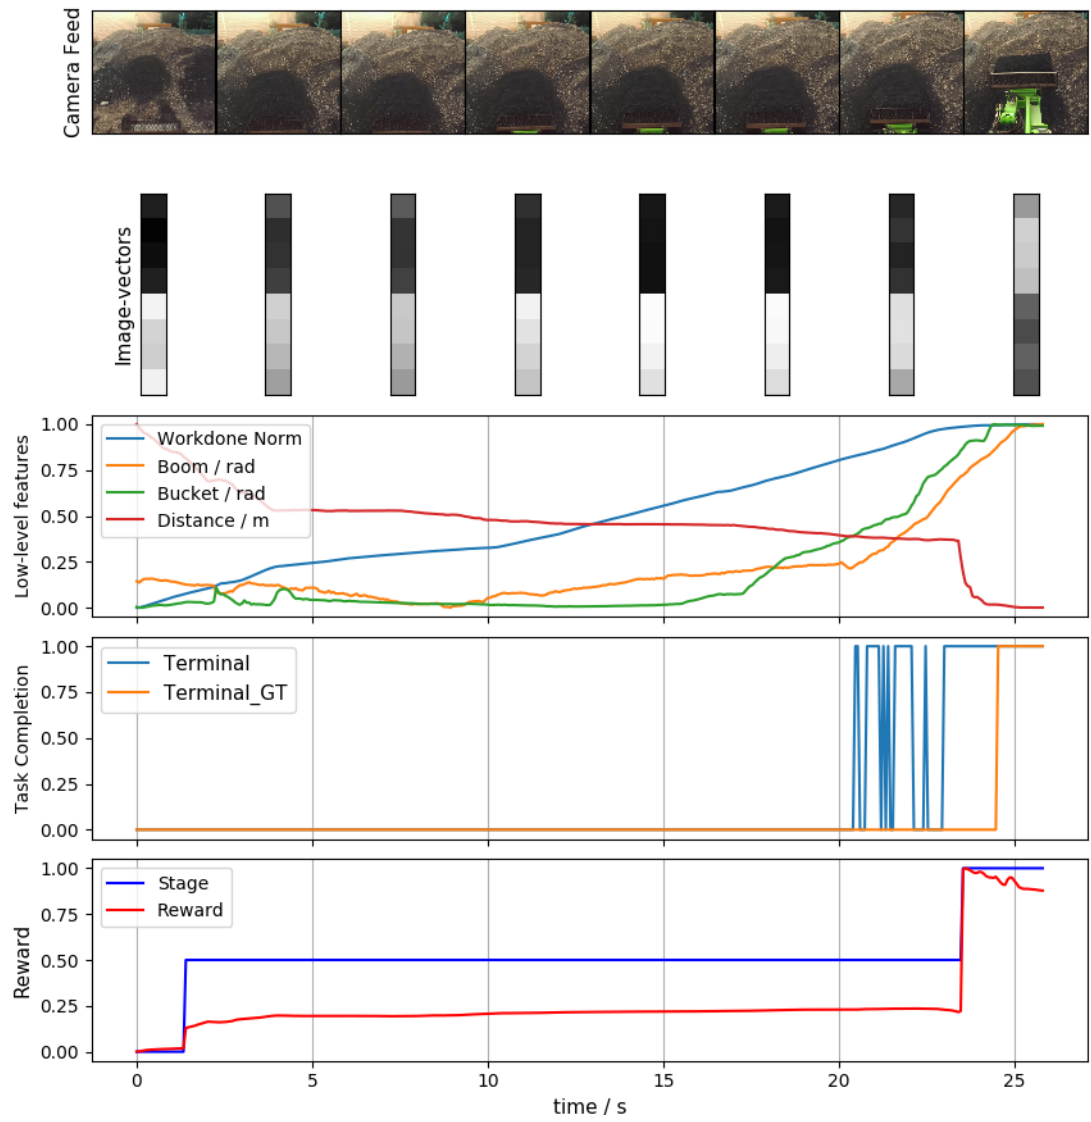 Camera Feed
Image-vectors
Low-level features
1.00
0.75
0.50
0.25
0.00
Workdone Norm
Boom / rad
Bucket / rad
Distance / m
Task Completion
1.00
0.75
0.50
0.25
0.00
Terminal
Terminal_GT
Reward
1.00
0.75
0.50
0.25
0.00
Stage
Reward
0 5 10 15 20 25
time / s